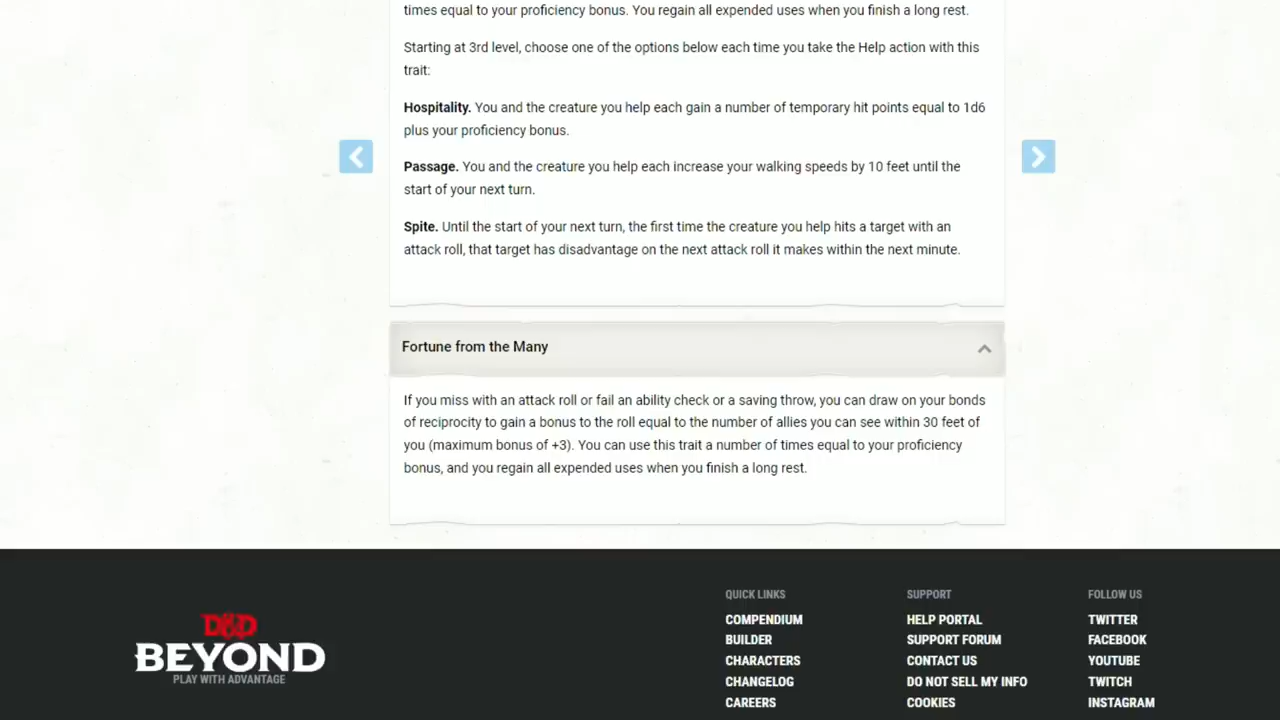 times equal to your proficiency bonus. You regain all expended uses when you finish a long rest.
Starting at 3rd level, choose one of the options below each time you take the Help action with this
trait:
Hospitality. You and the creature you help each gain a number of temporary hit points equal to 1d6
plus your proficiency bonus.
Passage. You and the creature you help each increase your walking speeds by 10 feet until the
start of your next turn.
Spite. Until the start of your next turn, the first time the creature you help hits a target with an
attack roll, that target has disadvantage on the next attack roll it makes within the next minute.
Fortune from the Many
If you miss with an attack roll or fail an ability check or a saving throw, you can draw on your bonds
of reciprocity to gain a bonus to the roll equal to the number of allies you can see within 30 feet of
you (maximum bonus of +3). You can use this trait a number of times equal to your proficiency
bonus, and you regain all expended uses when you finish a long rest.
D&D
BEYOND
PLAY WITH ADVANTAGE
QUICK LINKS
COMPENDIUM
BUILDER
CHARACTERS
CHANGELOG
CAREERS
SUPPORT
HELP PORTAL
SUPPORT FORUM
CONTACT US
DO NOT SELL MY INFO
COOKIES
FOLLOW US
TWITTER
FACEBOOK
YOUTUBE
TWITCH
INSTAGRAM